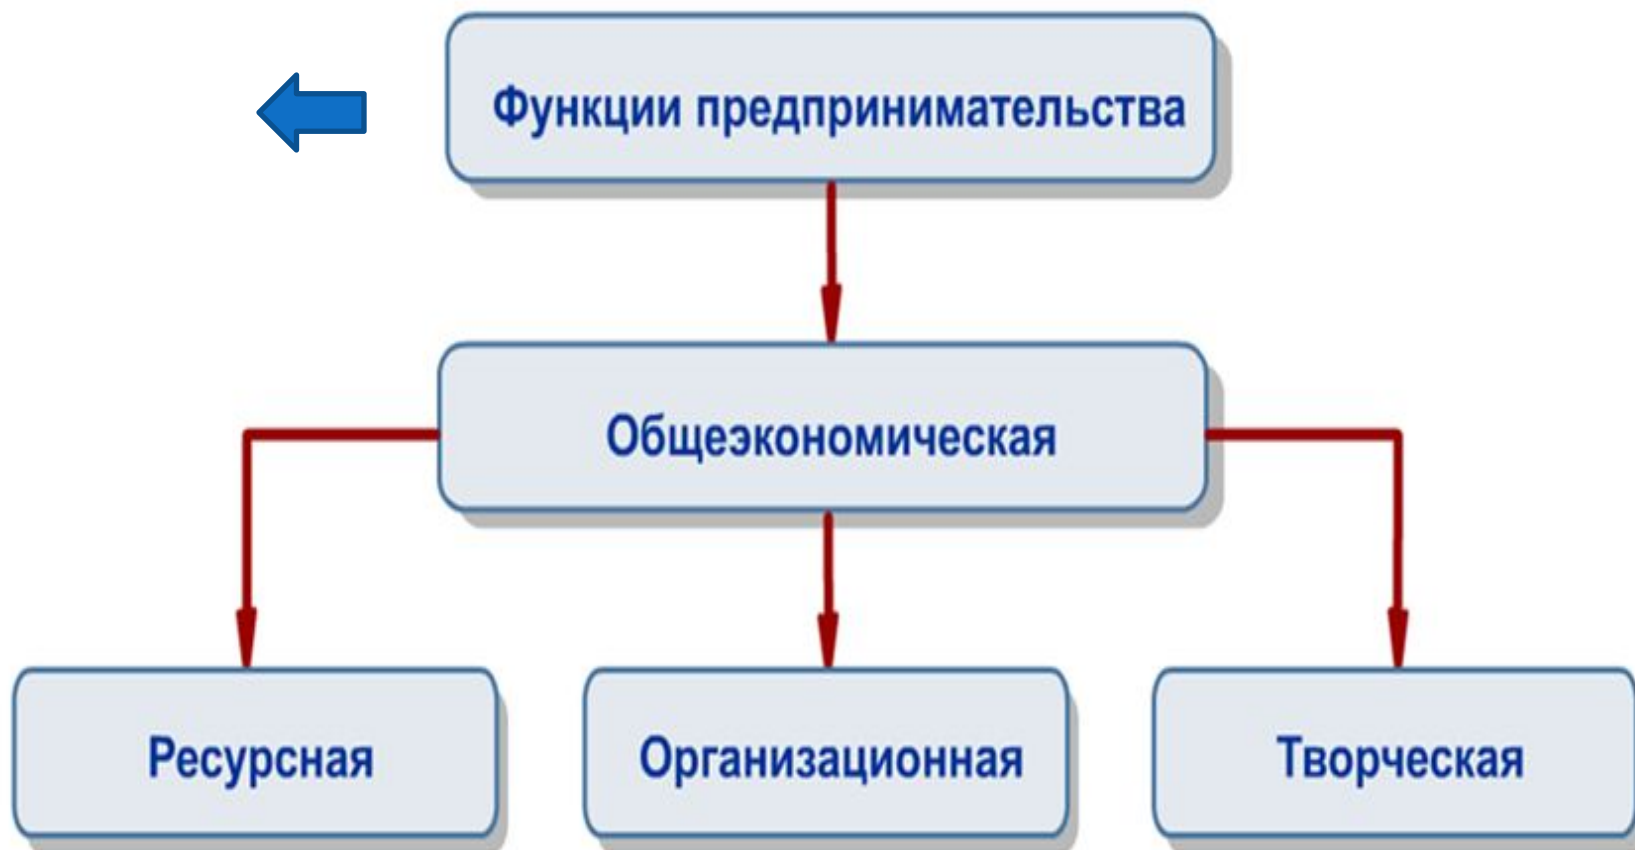 Функции предпринимательства
Общеэкономическая
Ресурсная
Организационная
Творческая